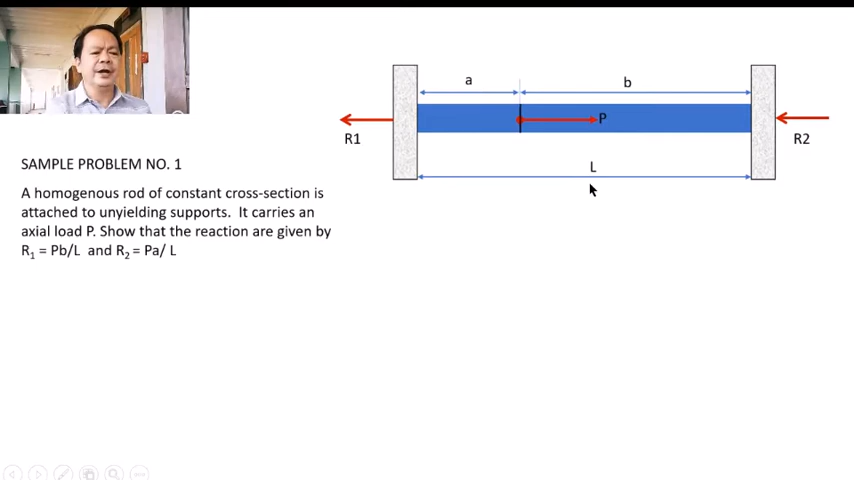 a
b
P
R1
R2
L
SAMPLE PROBLEM NO. 1
A homogenous rod of constant cross-section is
attached to unyielding supports. It carries an
axial load P. Show that the reaction are given by
R₁ = Pb/L and R₂ = Pa/ L